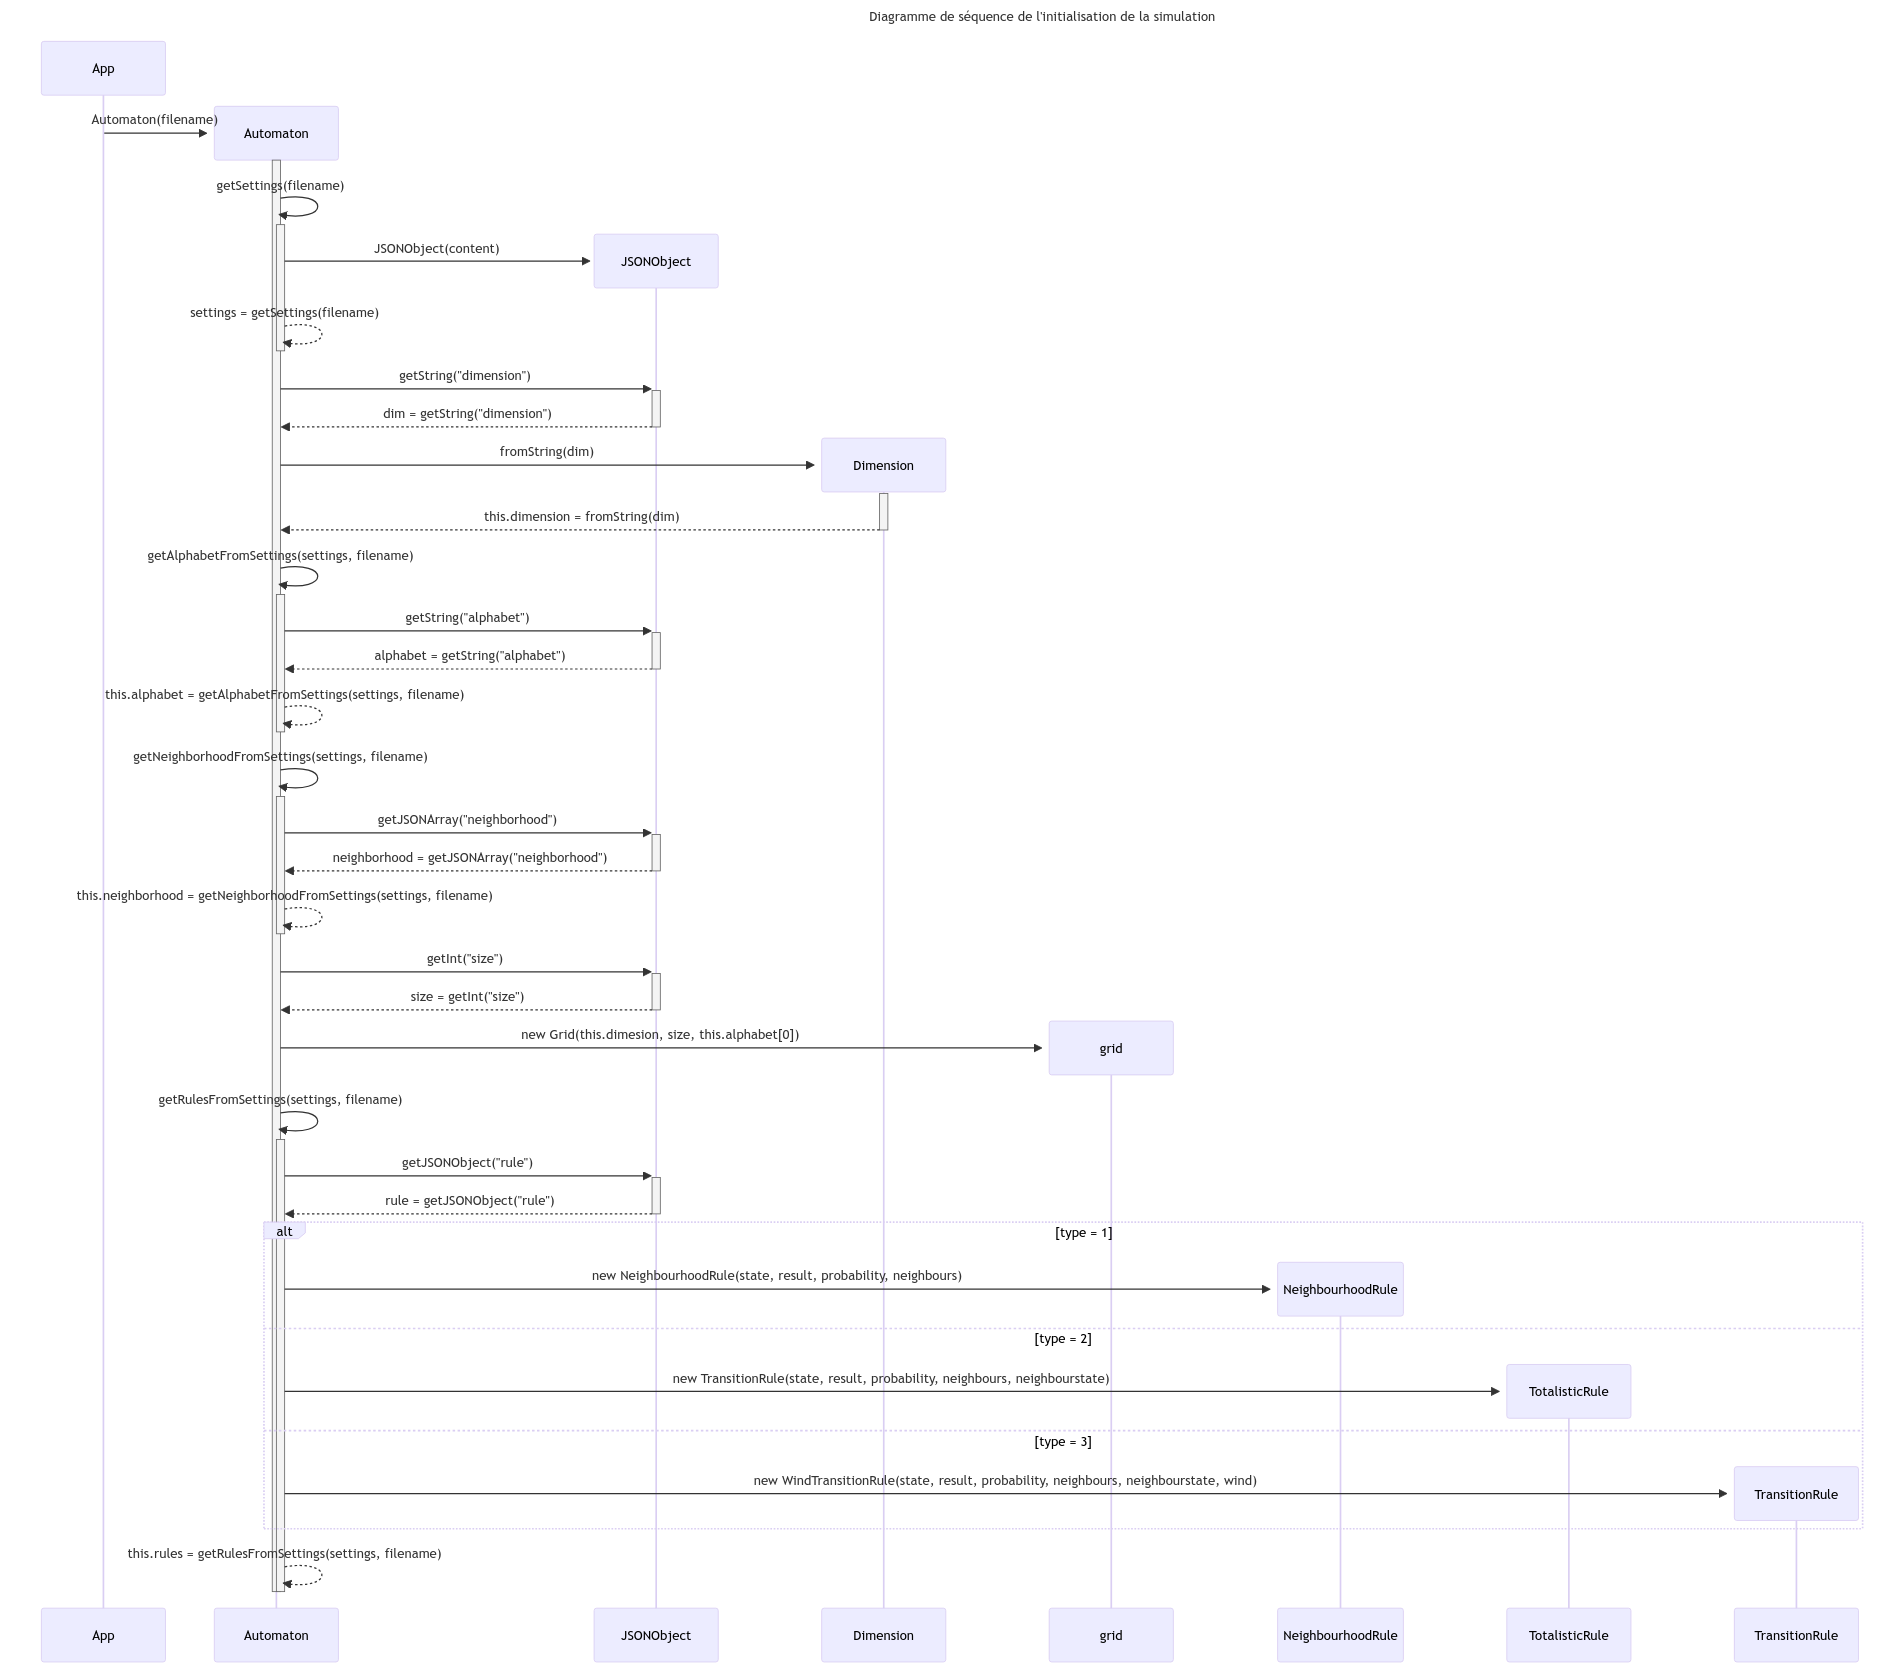 Diagramme de séquence de l'initialisation de la simulation
App
Automaton(filename)
Automaton
getSettings(filename)
JSONObject(content)
JSONObject
settings = getSettings(filename)
getString("dimension")
dim = getString("dimension")
fromString(dim)
Dimension
this.dimension = fromString(dim)
getAlphabetFromSettings(settings, filename)
getString("alphabet")
alphabet = getString("alphabet")
this.alphabet = getAlphabetFromSettings(settings, filename)
getNeighborhoodFromSettings(settings, filename)
getJSONArray("neighborhood")
neighborhood = getJSONArray("neighborhood")
this.neighborhood = getNeighborhoodFromSettings(settings, filename)
getInt("size")
size = getInt("size")
new Grid(this.dimesion, size, this.alphabet[0])
grid
getRulesFromSettings(settings, filename)
getJSONObject("rule")
rule = getJSONObject("rule")
alt
[type = 1]
new NeighbourhoodRule(state, result, probability, neighbours)
NeighbourhoodRule
[type = 2]
new TransitionRule(state, result, probability, neighbours, neighbourstate)
TotalisticRule
[type = 3]
new WindTransitionRule(state, result, probability, neighbours, neighbourstate, wind)
TransitionRule
this.rules = getRulesFromSettings(settings, filename)
App
Automaton
JSONObject
Dimension
grid
NeighbourhoodRule
TotalisticRule
TransitionRule